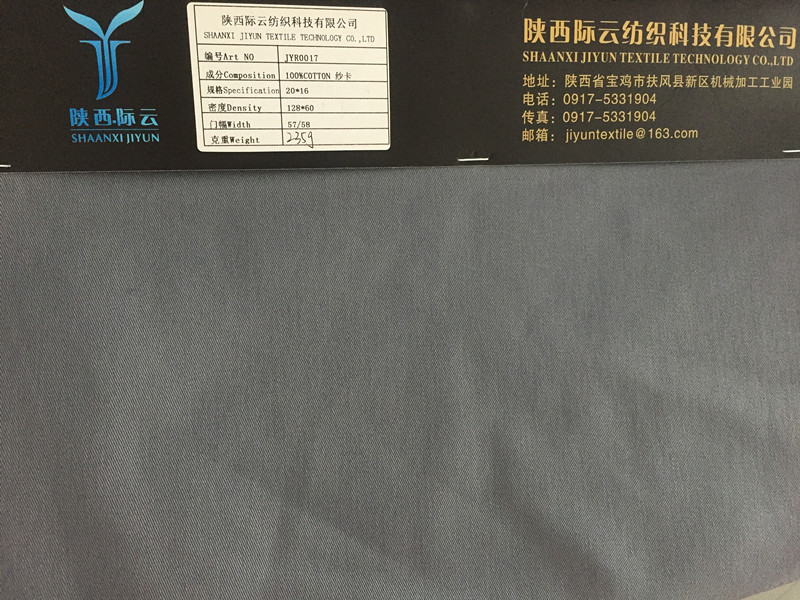 陕西际云
SHAANXI JIYUN
陕西际云纺织科技有限公司
SHAANXI JIYUN TEXTILE TECHNOLOGY CO.,LTD
编号Art NO JYR0017
成分Composition 100%COTTON 纱卡
规格Specification 20*16
密度Density 128*60
门幅Width 57/58
克重Weight 235g
陕西际云纺织科技有限公司
SHAANXI JIYUN TEXTILE TECHNOLOGY CO.,LTD
地址：陕西省宝鸡市扶风县新区机械加工工业园
电话：0917-5331904
传真：0917-5331904
邮箱：jiyuntextile@163.com